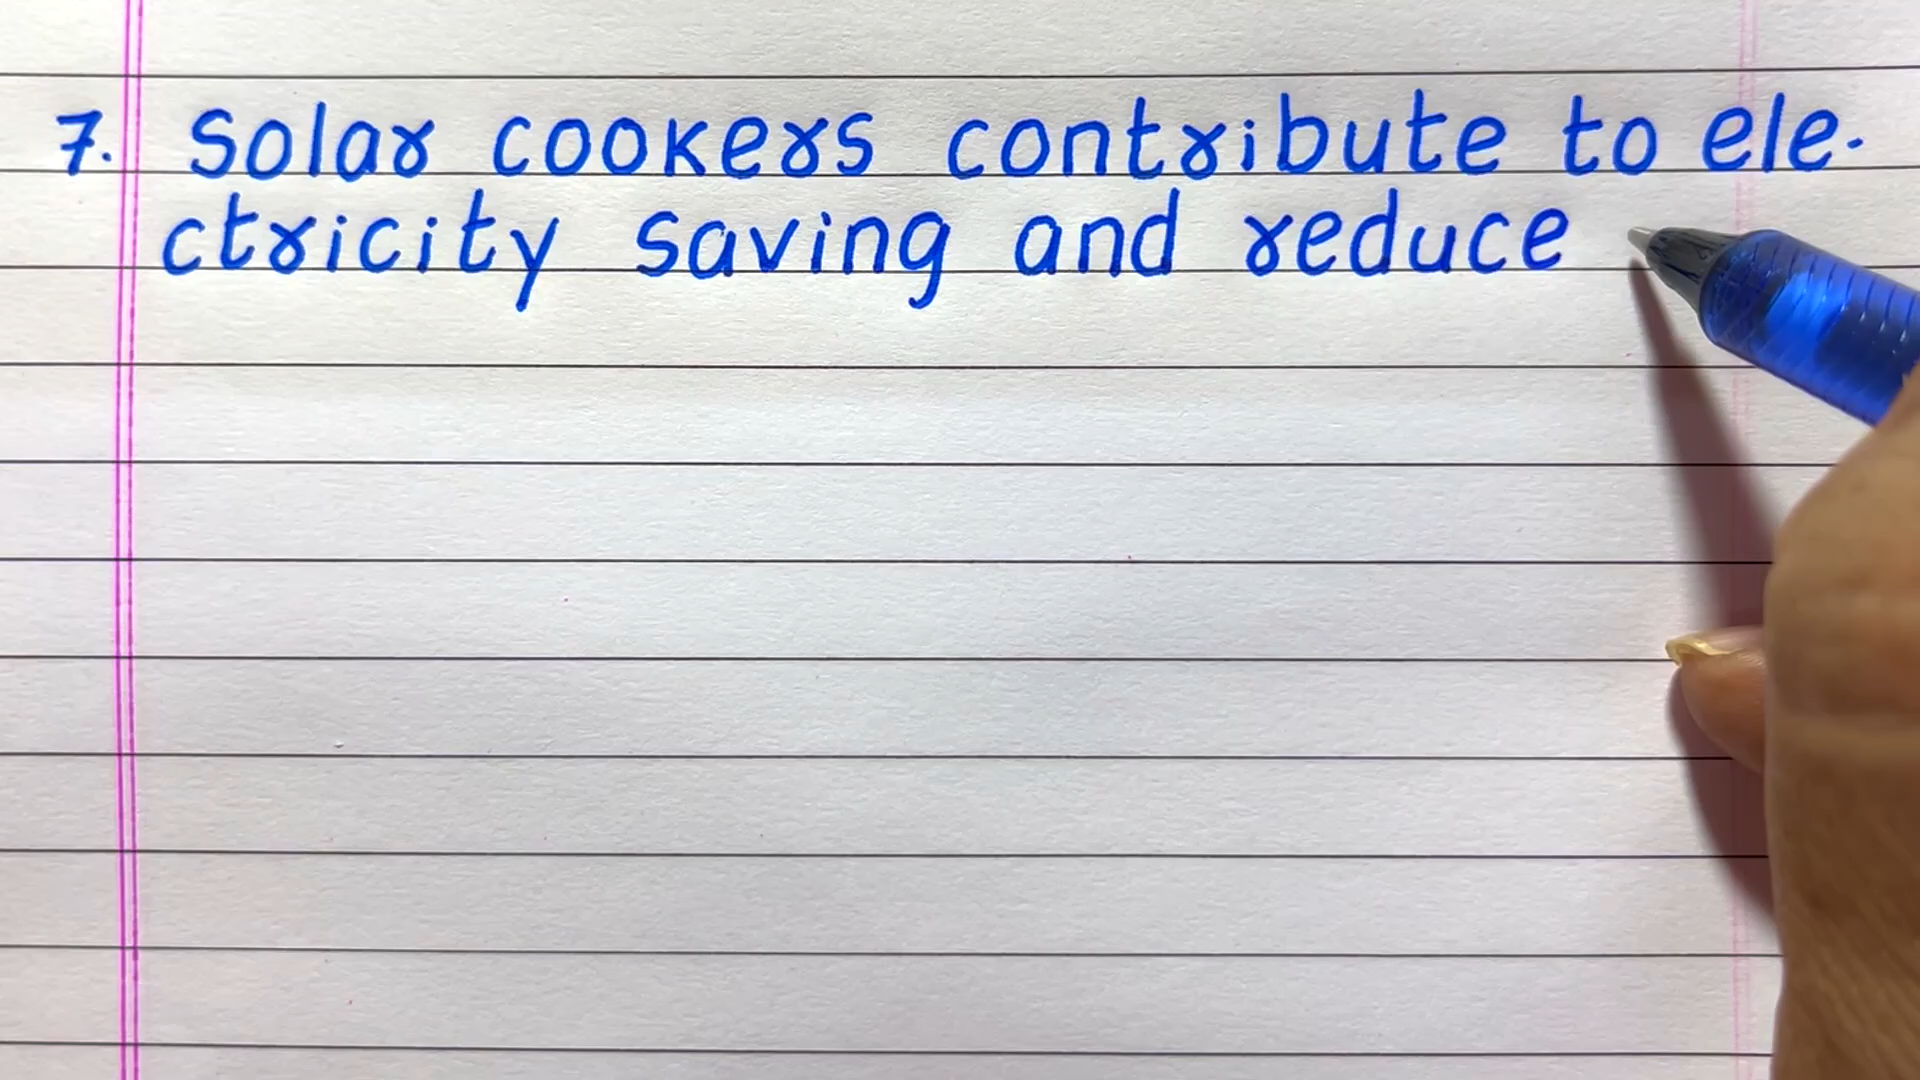 7. Solar cookers contribute to ele-
ctricity saving and reduce